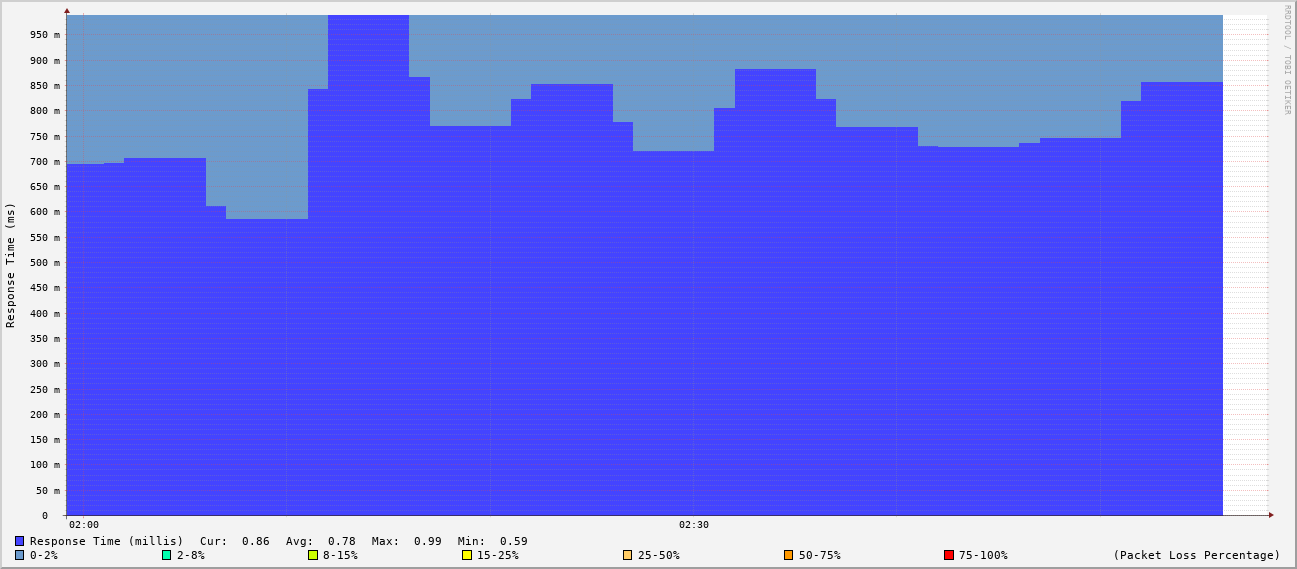 RRDTOOL / TOBI OETIKER
Response Time (ms)
950 m
900 m
850 m
800 m
750 m
700 m
650 m
600 m
550 m
500 m
450 m
400 m
350 m
300 m
250 m
200 m
150 m
100 m
50 m
0
02:00 02:30
Response Time (millis) Cur: 0.86 Avg: 0.78 Max: 0.99 Min: 0.59
0-2% 2-8% 8-15% 15-25% 25-50% 50-75% 75-100% (Packet Loss Percentage)